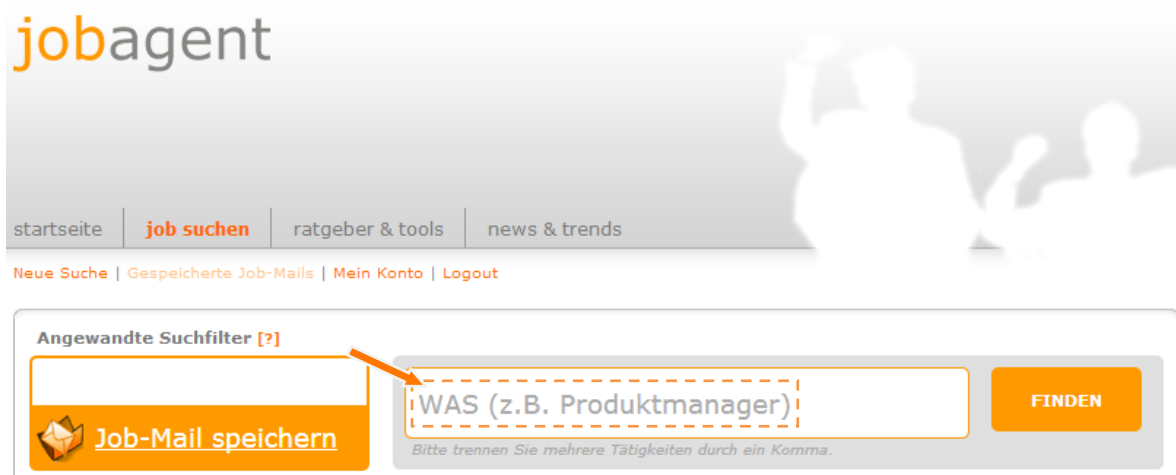 jobagent
startseite job suchen ratgeber & tools news & trends
Neue Suche | Gespeicherte Job-Mails | Mein Konto | Logout
Angewandte Suchfilter [?]
WAS (z.B. Produktmanager)
FINDEN
Job-Mail speichern
Bitte trennen Sie mehrere Tätigkeiten durch ein Komma.